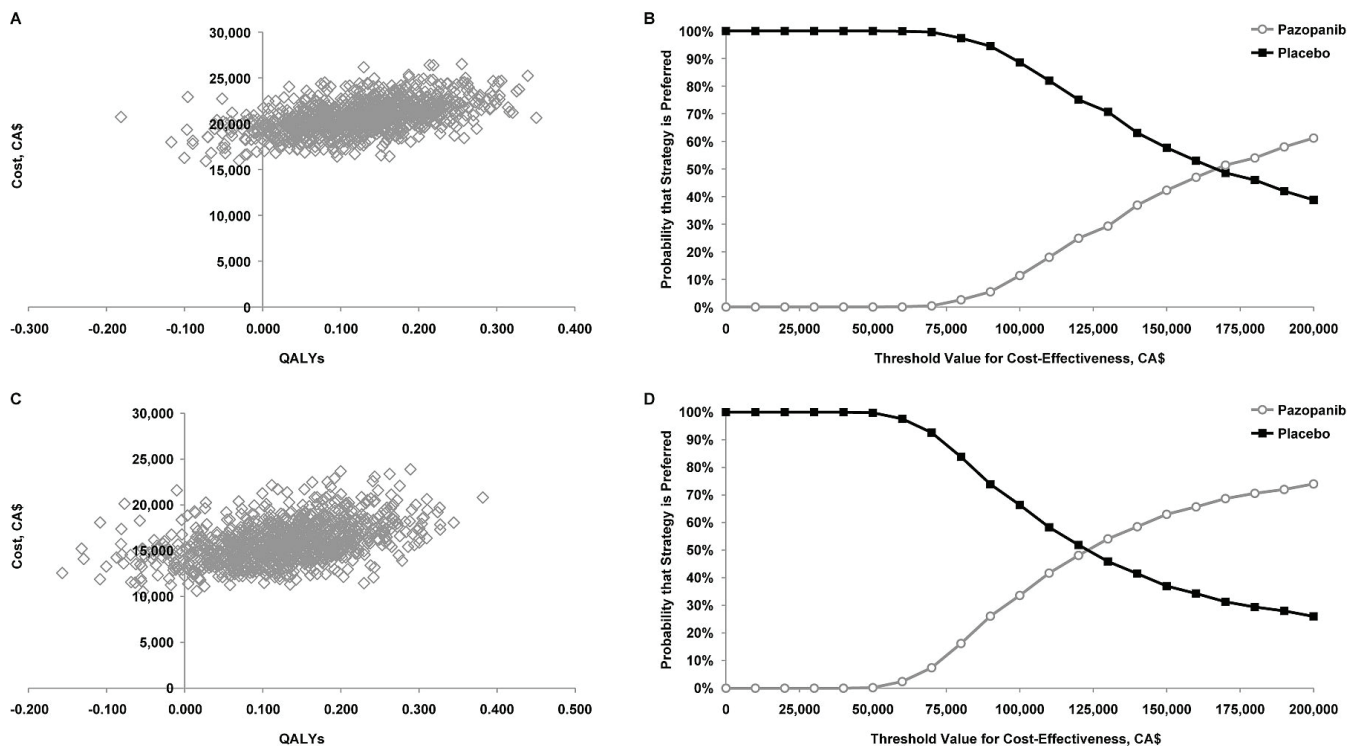 A
30,000
25,000
20,000
15,000
10,000
5,000
0
-0.300 -0.200 -0.100 0.000 0.100 0.200 0.300 0.400
Cost, CA$
QALYs
B
Pazopanib
Placebo
100%
90%
80%
70%
60%
50%
40%
30%
20%
10%
0%
0 25,000 50,000 75,000 100,000 125,000 150,000 175,000 200,000
Probability that Strategy is Preferred
Threshold Value for Cost-Effectiveness, CA$
C
30,000
25,000
20,000
15,000
10,000
5,000
0
-0.200 -0.100 0.000 0.100 0.200 0.300 0.400 0.500
Cost, CA$
QALYs
D
Pazopanib
Placebo
100%
90%
80%
70%
60%
50%
40%
30%
20%
10%
0%
0 25,000 50,000 75,000 100,000 125,000 150,000 175,000 200,000
Probability that Strategy is Preferred
Threshold Value for Cost-Effectiveness, CA$